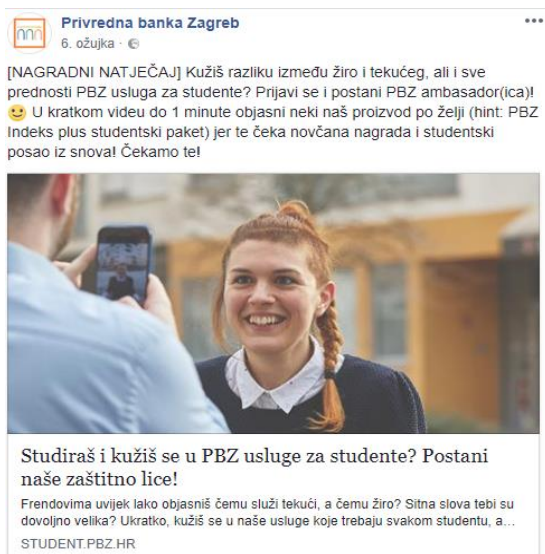 Privredna banka Zagreb
6. ožujka ·
[NAGRADNI NATJEČAJ] Kužiš razliku između žiro i tekućeg, ali i sve
prednosti PBZ usluga za studente? Prijavi se i postani PBZ ambasador(ica)!
🙂 U kratkom videu do 1 minute objasni neki naš proizvod po želji (hint: PBZ
Indeks plus studentski paket) jer te čeka novčana nagrada i studentski
posao iz snova! Čekamo te!
Studiraš i kužiš se u PBZ usluge za studente? Postani
naše zaštitno lice!
Frendovima uvijek lako objasniš čemu služi tekući, a čemu žiro? Sitna slova tebi su
dovoljno velika? Ukratko, kužiš se u naše usluge koje trebaju svakom studentu, a...
STUDENT.PBZ.HR